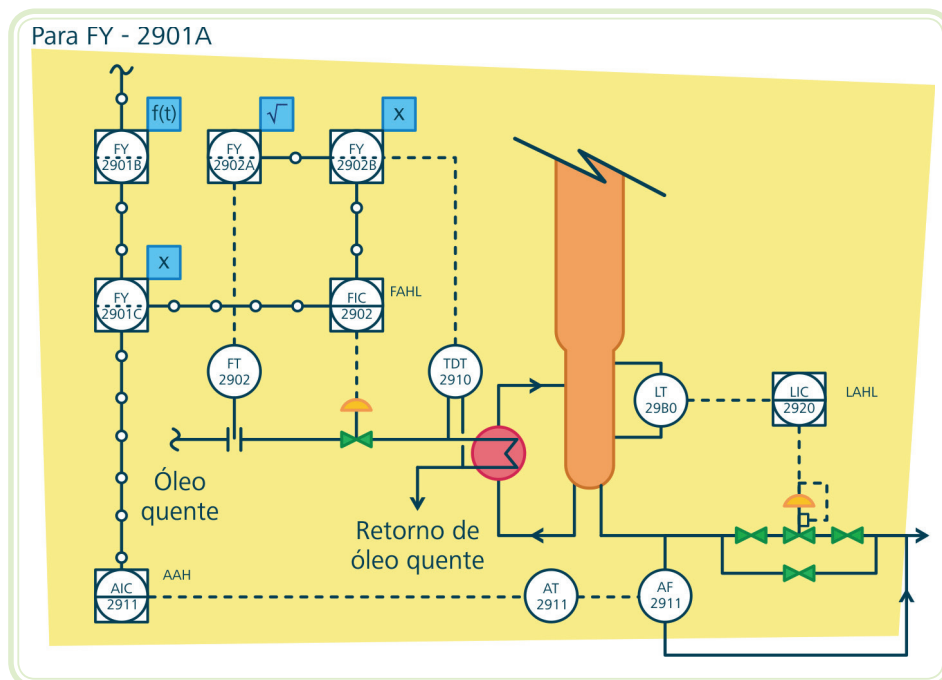 Para FY - 2901A
f(t)
√
x
FY
2901B
FY
2902A
FY
2902B
x
FY
2901C
FIC
2902
FAHL
FT
2902
TDT
2910
LT
29B0
LIC
2920
LAHL
Óleo
quente
Retorno de
óleo quente
AAH
AIC
2911
AT
2911
AF
2911